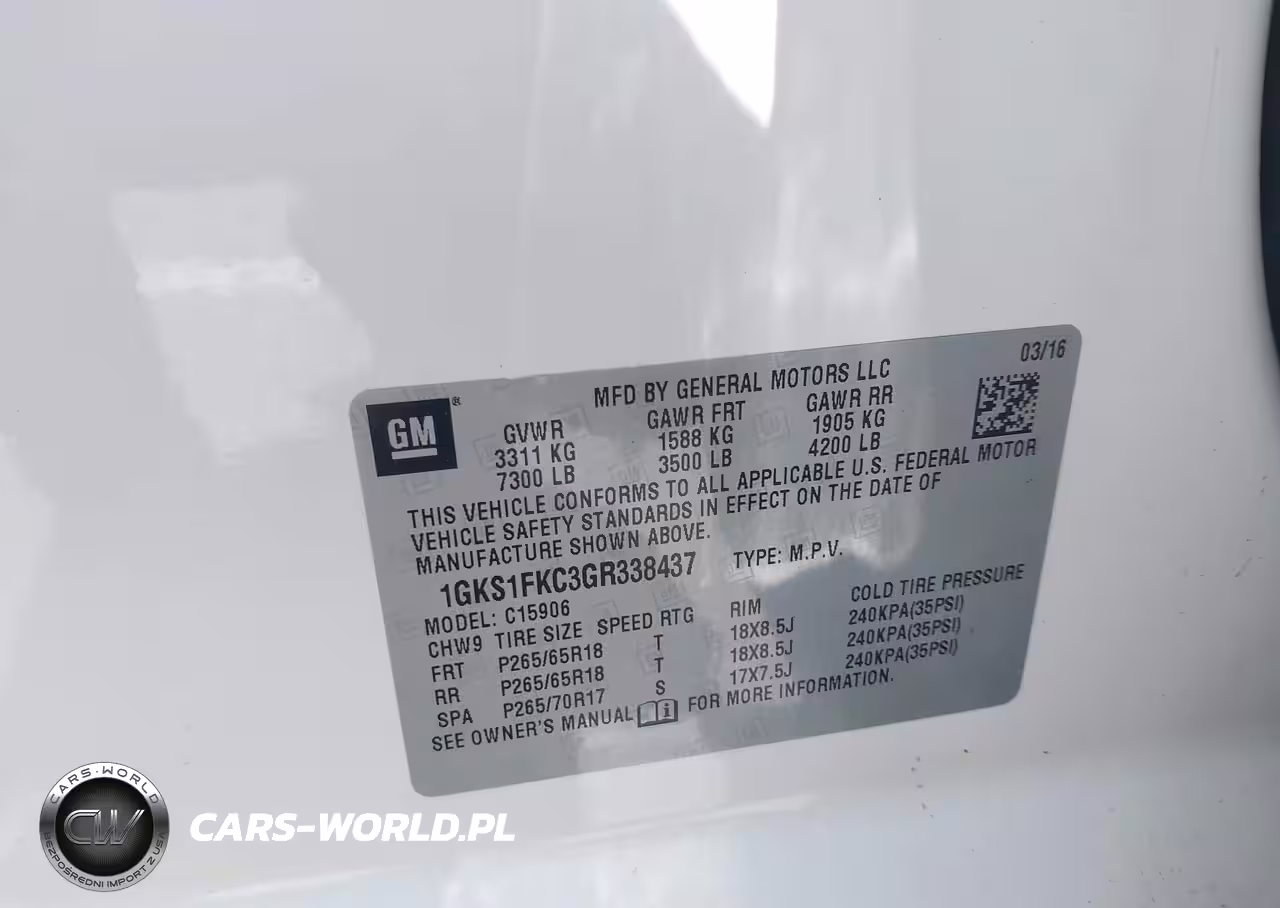 03/16
MFD BY GENERAL MOTORS LLC
GM®
GVWR GAWR FRT GAWR RR
3311 KG 1588 KG 1905 KG
7300 LB 3500 LB 4200 LB
THIS VEHICLE CONFORMS TO ALL APPLICABLE U.S. FEDERAL MOTOR
VEHICLE SAFETY STANDARDS IN EFFECT ON THE DATE OF
MANUFACTURE SHOWN ABOVE.
1GKS1FKC3GR338437 TYPE: M.P.V.
MODEL: C15906
CHW9 TIRE SIZE SPEED RTG RIM COLD TIRE PRESSURE
FRT P265/65R18 T 18X8.5J 240KPA(35PSI)
RR P265/65R18 T 18X8.5J 240KPA(35PSI)
SPA P265/70R17 S 17X7.5J 240KPA(35PSI)
SEE OWNER'S MANUAL i FOR MORE INFORMATION.
CARS-WORLD
CW
BEZPOŚREDNI IMPORT Z USA
CARS-WORLD.PL